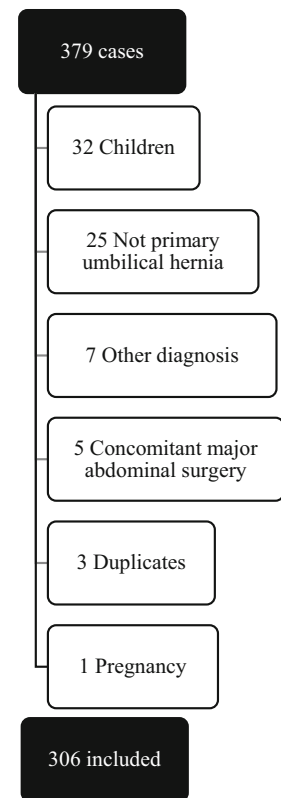 379 cases
32 Children
25 Not primary
umbilical hernia
7 Other diagnosis
5 Concomitant major
abdominal surgery
3 Duplicates
1 Pregnancy
306 included